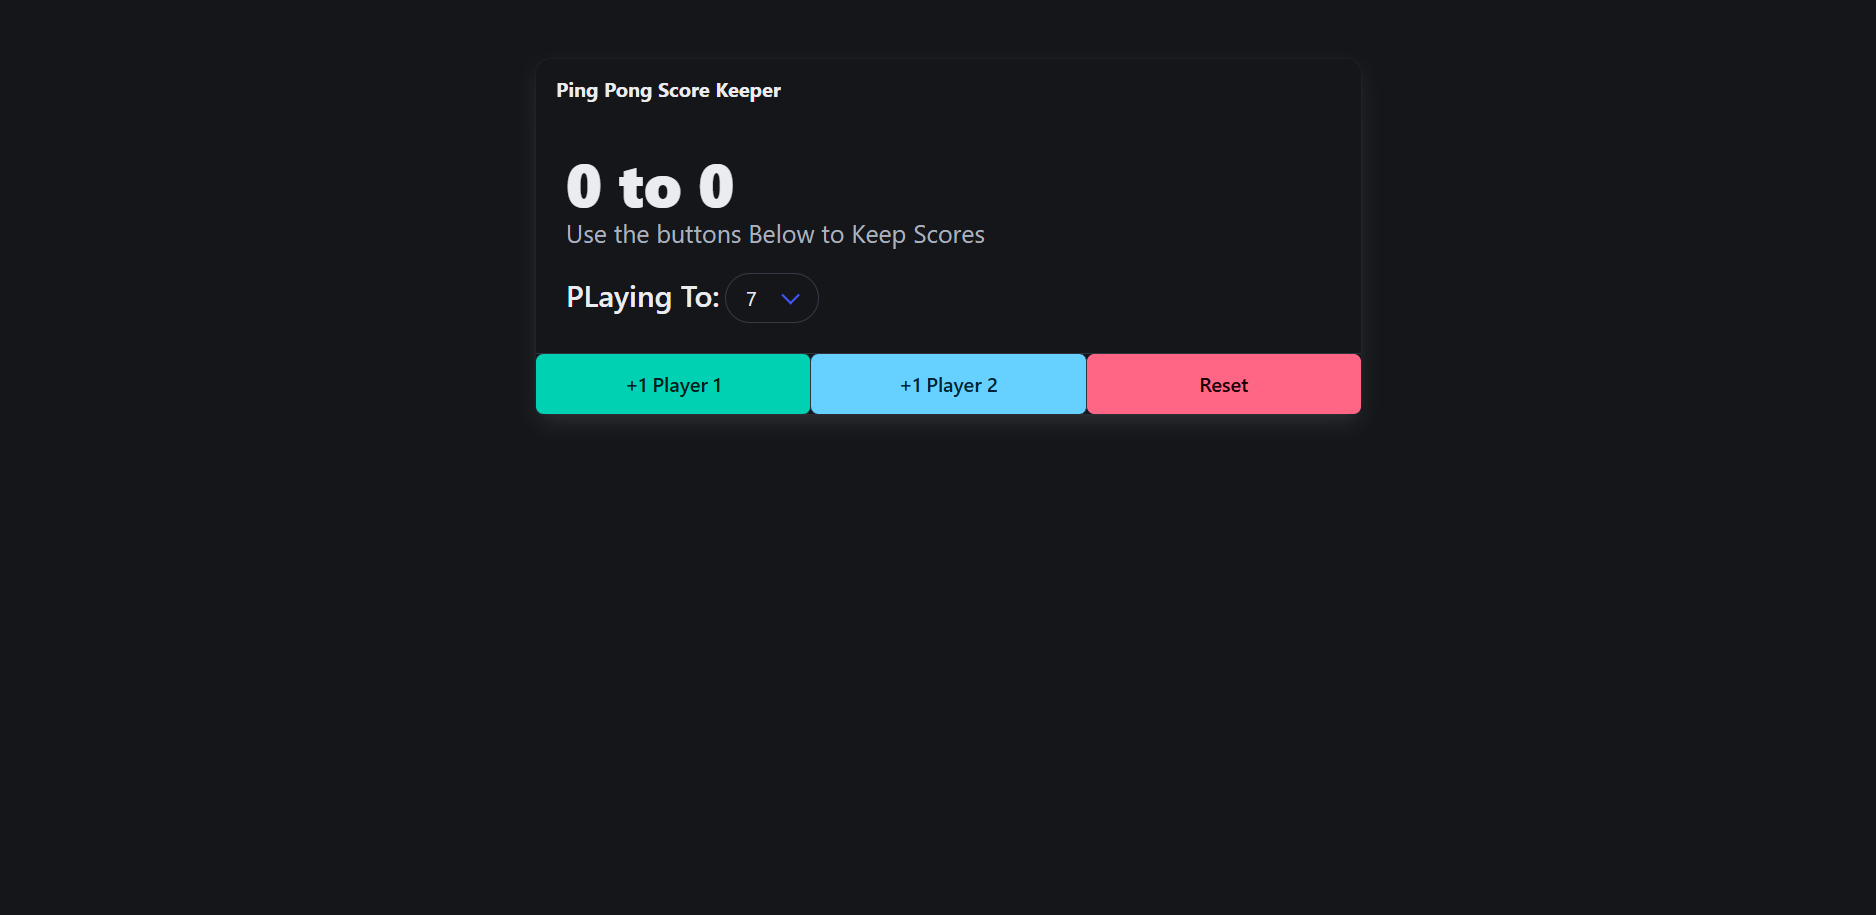 Ping Pong Score Keeper
0 to 0
Use the buttons Below to Keep Scores
PLaying To: 7
+1 Player 1 +1 Player 2 Reset